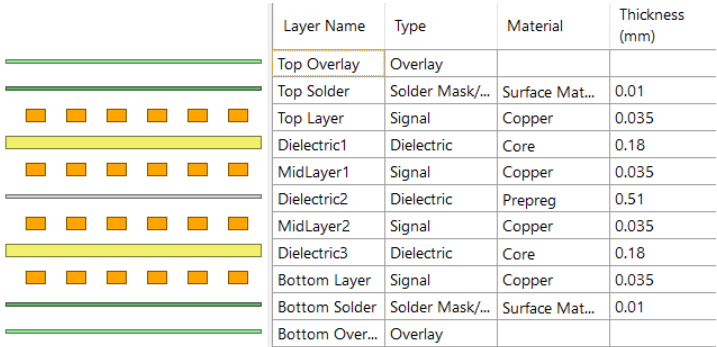 Layer Name Type Material Thickness (mm)
Top Overlay Overlay
Top Solder Solder Mask/... Surface Mat... 0.01
Top Layer Signal Copper 0.035
Dielectric1 Dielectric Core 0.18
MidLayer1 Signal Copper 0.035
Dielectric2 Dielectric Prepreg 0.51
MidLayer2 Signal Copper 0.035
Dielectric3 Dielectric Core 0.18
Bottom Layer Signal Copper 0.035
Bottom Solder Solder Mask/... Surface Mat... 0.01
Bottom Over... Overlay